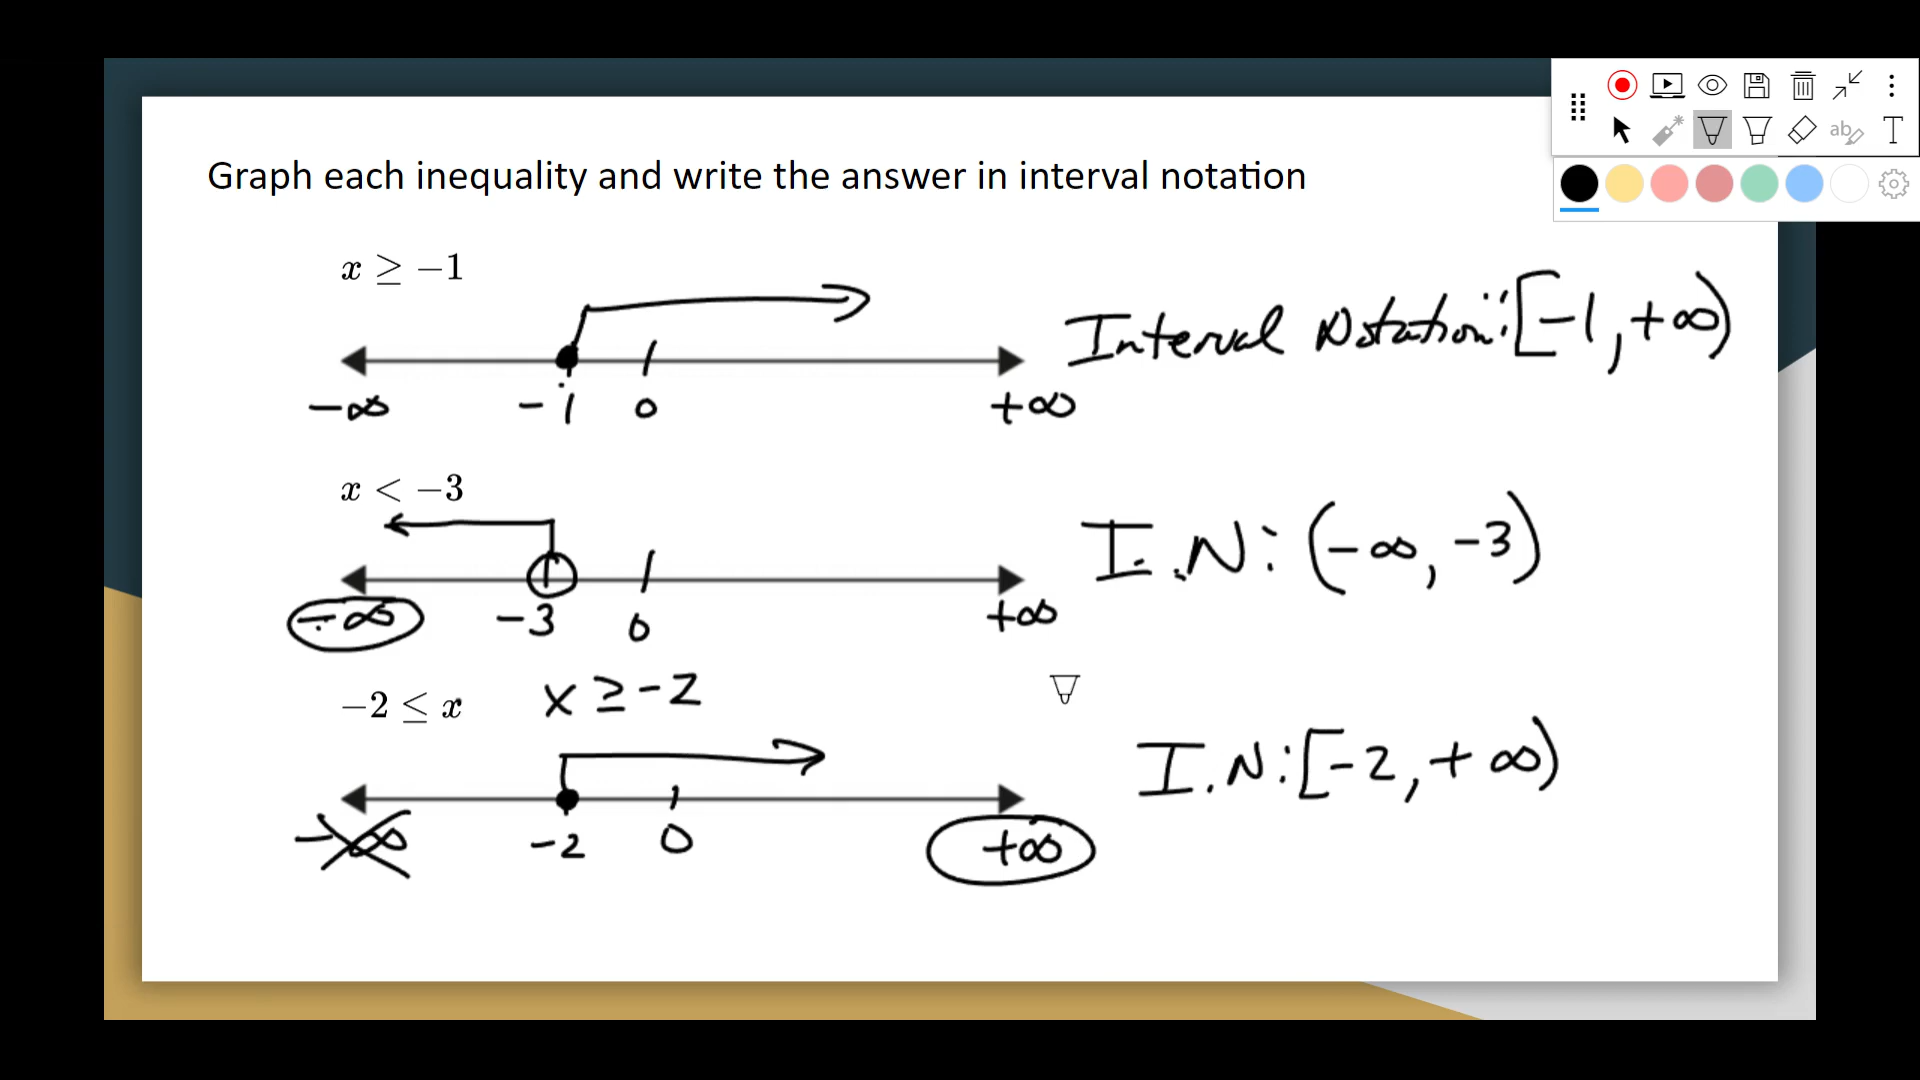 Graph each inequality and write the answer in interval notation
x ≥ −1
Interval Notation: [-1, +∞)
-∞ -1 0 +∞
x < −3
I.N: (-∞, -3)
-∞ -3 0 +∞
−2 ≤ x x ≥ -2
I.N: [-2, +∞)
-∞ -2 0 +∞
ab
T